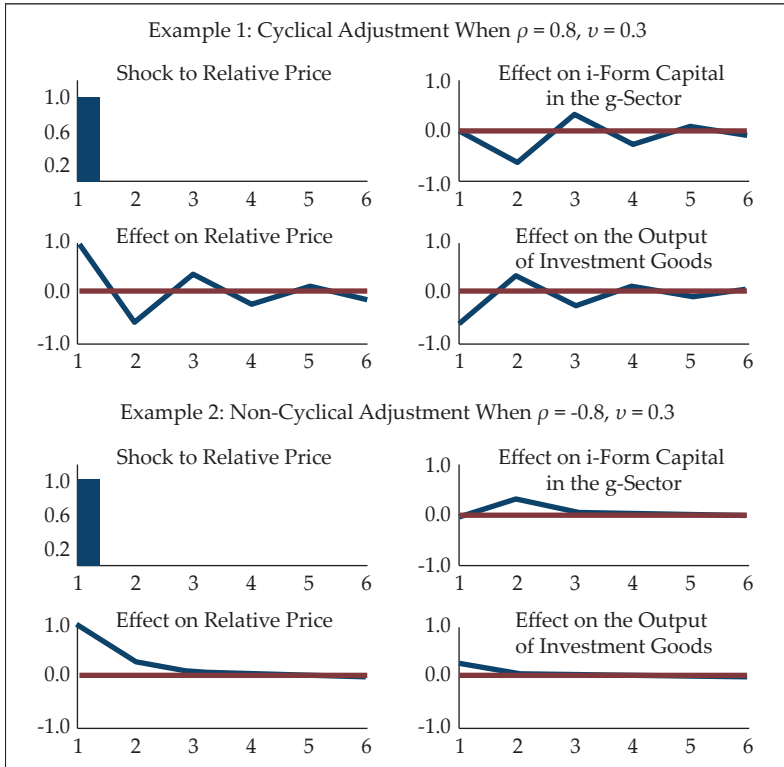 Example 1: Cyclical Adjustment When ρ = 0.8, υ = 0.3
Shock to Relative Price
1.0
0.6
0.2
1 2 3 4 5 6
Effect on i-Form Capital
in the g-Sector
1.0
0.0
-1.0
1 2 3 4 5 6
Effect on Relative Price
1.0
0.0
-1.0
1 2 3 4 5 6
Effect on the Output
of Investment Goods
1.0
0.0
-1.0
1 2 3 4 5 6
Example 2: Non-Cyclical Adjustment When ρ = -0.8, υ = 0.3
Shock to Relative Price
1.0
0.6
0.2
1 2 3 4 5 6
Effect on i-Form Capital
in the g-Sector
1.0
0.0
-1.0
1 2 3 4 5 6
Effect on Relative Price
1.0
0.0
-1.0
1 2 3 4 5 6
Effect on the Output
of Investment Goods
1.0
0.0
-1.0
1 2 3 4 5 6